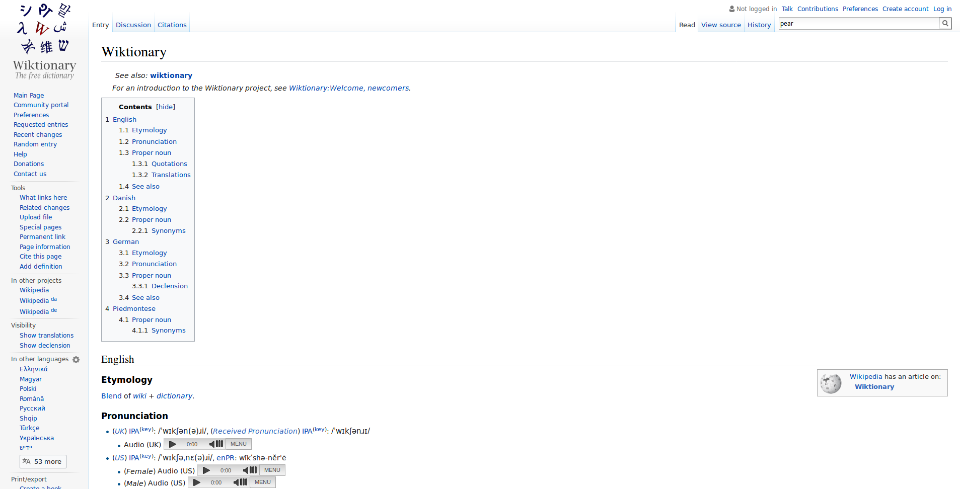 Not logged in Talk Contributions Preferences Create account Log in
Entry Discussion Citations
Read View source History
pear
Wiktionary
The free dictionary
Main Page
Community portal
Preferences
Requested entries
Recent changes
Random entry
Help
Donations
Contact us
Tools
What links here
Related changes
Upload file
Special pages
Permanent link
Page information
Cite this page
Add definition
In other projects
Wikipedia
Wikipedia de
Wikipedia de
Visibility
Show translations
Show declension
In other languages
Ελληνικά
Magyar
Polski
Română
Русский
Shqip
Türkçe
Українська
ייִדיש
53 more
Print/export
Create a book
Wiktionary
See also: wiktionary
For an introduction to the Wiktionary project, see Wiktionary:Welcome, newcomers.
Contents [hide]
1 English
1.1 Etymology
1.2 Pronunciation
1.3 Proper noun
1.3.1 Quotations
1.3.2 Translations
1.4 See also
2 Danish
2.1 Etymology
2.2 Proper noun
2.2.1 Synonyms
3 German
3.1 Etymology
3.2 Pronunciation
3.3 Proper noun
3.3.1 Declension
3.4 See also
4 Piedmontese
4.1 Proper noun
4.1.1 Synonyms
English
Etymology
Blend of wiki + dictionary.
Wikipedia has an article on:
Wiktionary
Pronunciation
(UK) IPA(key): /ˈwɪkʃən(ə)ɹi/, (Received Pronunciation) IPA(key): /ˈwɪkʃənɹɪ/
Audio (UK) 0:00 MENU
(US) IPA(key): /ˈwɪkʃəˌnɛ(ə)ɹi/, enPR: wĭkˈshə-nĕrˈē
(Female) Audio (US) 0:00 MENU
(Male) Audio (US) 0:00 MENU